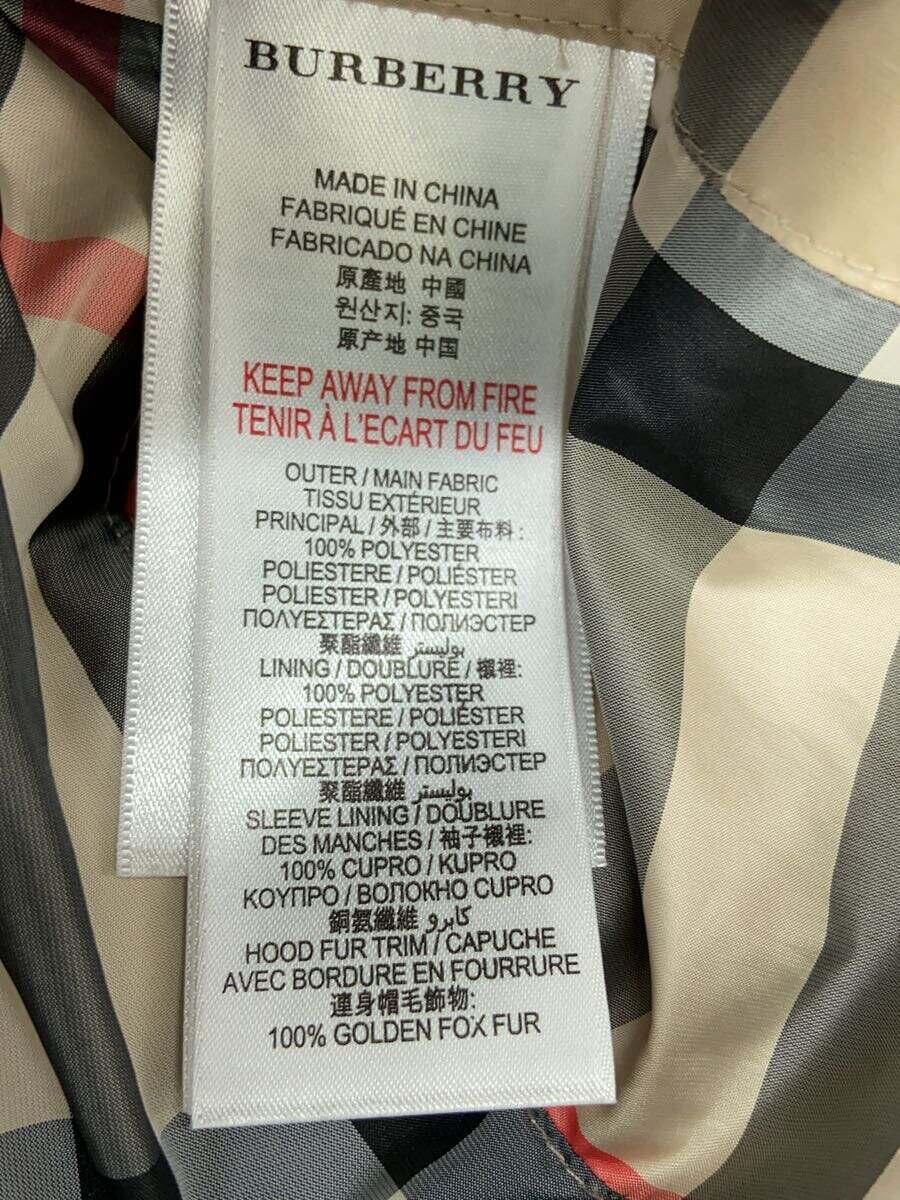 BURBERRY
MADE IN CHINA
FABRIQUÉ EN CHINE
FABRICADO NA CHINA
原產地 中國
원산지: 중국
原产地 中国
KEEP AWAY FROM FIRE
TENIR À L'ECART DU FEU
OUTER / MAIN FABRIC
TISSU EXTÉRIEUR
PRINCIPAL / 外部 / 主要布料 :
100% POLYESTER
POLIESTERE / POLIÉSTER
POLIESTER / POLYESTERI
ΠΟΛΥΕΣΤΕΡΑΣ / ПОЛИЭСТЕР
聚酯纖維 بوليستر
LINING / DOUBLURE / 襯裡:
100% POLYESTER
POLIESTERE / POLIÉSTER
POLIESTER / POLYESTERI
ΠΟΛΥΕΣΤΕΡΑΣ / ПОЛИЭСТЕР
聚酯纖維 بوليستر
SLEEVE LINING / DOUBLURE
DES MANCHES / 袖子襯裡:
100% CUPRO / KUPRO
ΚΟΥΠΡΟ / ВОЛОКНО CUPRO
銅氨纖維 كابرو
HOOD FUR TRIM / CAPUCHE
AVEC BORDURE EN FOURRURE
連身帽毛飾物:
100% GOLDEN FOX FUR